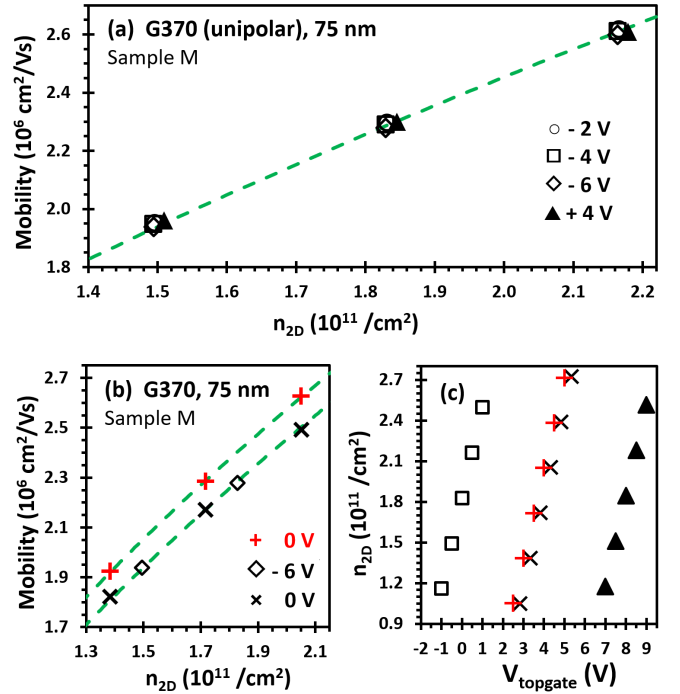 (a) G370 (unipolar), 75 nm
Sample M
Mobility (10⁶ cm²/Vs)
2.6
2.4
2.2
2.0
1.8
- 2 V
- 4 V
- 6 V
+ 4 V
1.4 1.5 1.6 1.7 1.8 1.9 2.0 2.1 2.2
n2D (10¹¹ /cm²)
(b) G370, 75 nm
Sample M
Mobility (10⁶ cm²/Vs)
2.7
2.5
2.3
2.1
1.9
1.7
0 V
- 6 V
0 V
1.3 1.5 1.7 1.9 2.1
n2D (10¹¹ /cm²)
(c)
n2D (10¹¹ /cm²)
2.7
2.4
2.1
1.8
1.5
1.2
0.9
-2 -1 0 1 2 3 4 5 6 7 8 9
Vtopgate (V)